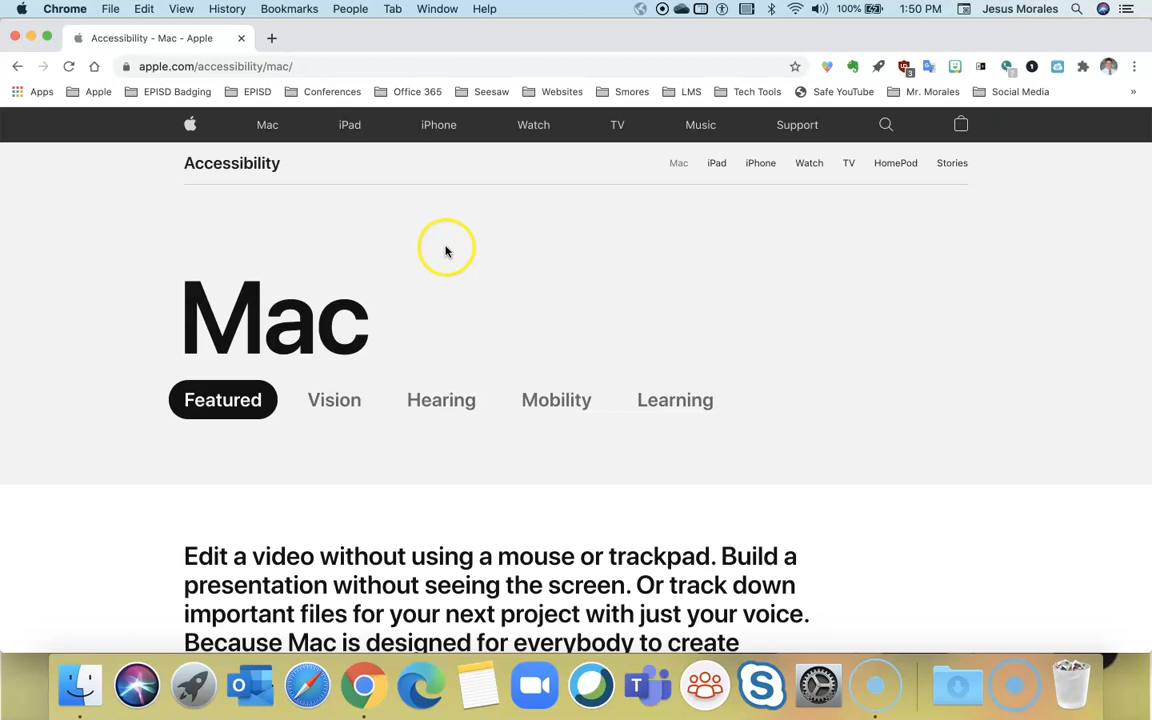 Chrome File Edit View History Bookmarks People Tab Window Help 100% 1:50 PM Jesus Morales
Accessibility - Mac - Apple
apple.com/accessibility/mac/
Apps Apple EPISD Badging EPISD Conferences Office 365 Seesaw Websites Smores LMS Tech Tools Safe YouTube Mr. Morales Social Media »
Mac iPad iPhone Watch TV Music Support
Accessibility Mac iPad iPhone Watch TV HomePod Stories
Mac
Featured Vision Hearing Mobility Learning
Edit a video without using a mouse or trackpad. Build a
presentation without seeing the screen. Or track down
important files for your next project with just your voice.
Because Mac is designed for everybody to create